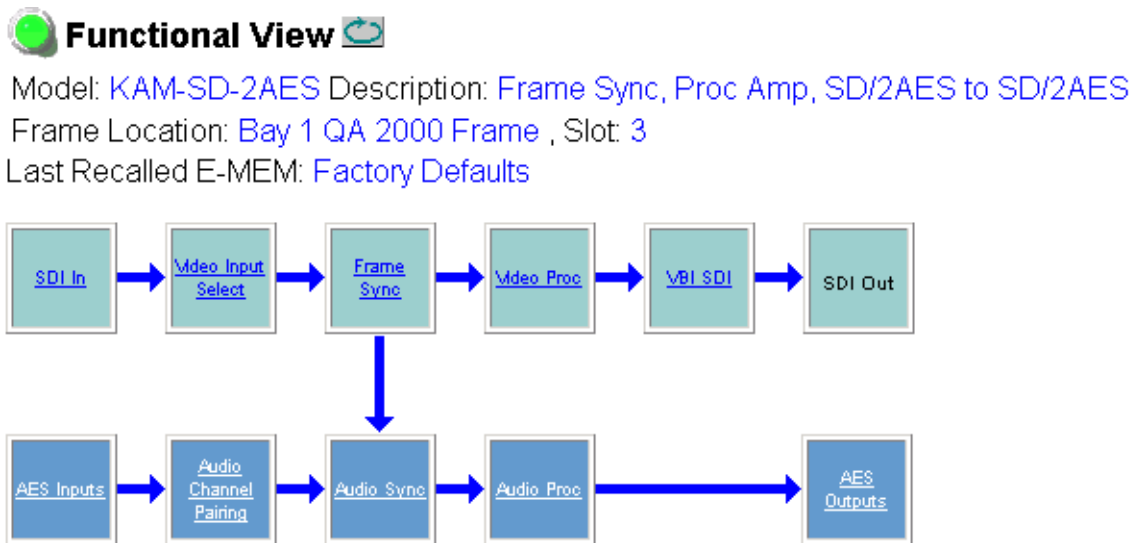 Functional View
Model: KAM-SD-2AES Description: Frame Sync, Proc Amp, SD/2AES to SD/2AES
Frame Location: Bay 1 QA 2000 Frame , Slot: 3
Last Recalled E-MEM: Factory Defaults
SDI In
Video Input
Select
Frame
Sync
Video Proc
VBI SDI
SDI Out
AES Inputs
Audio
Channel
Pairing
Audio Sync
Audio Proc
AES
Outputs